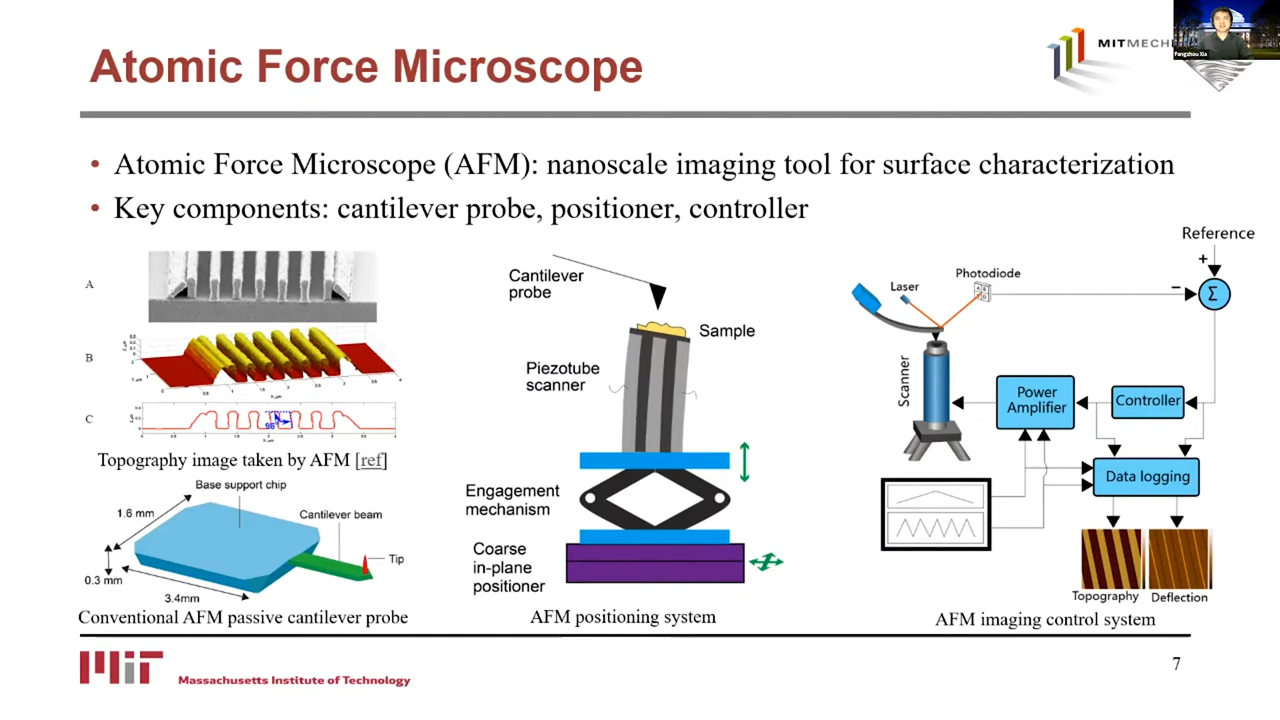 Atomic Force Microscope
MITMECH
Fangzhou Xia
• Atomic Force Microscope (AFM): nanoscale imaging tool for surface characterization
• Key components: cantilever probe, positioner, controller
A
B
C
Topography image taken by AFM [ref]
Base support chip
1.6 mm
Cantilever beam
Tip
0.3 mm
3.4mm
Conventional AFM passive cantilever probe
Cantilever
probe
Sample
Piezotube
scanner
Engagement
mechanism
Coarse
in-plane
positioner
AFM positioning system
Reference
+
Photodiode
−
Σ
Laser
Scanner
Power
Amplifier
Controller
Data logging
Topography
Deflection
AFM imaging control system
MIT
Massachusetts Institute of Technology
7